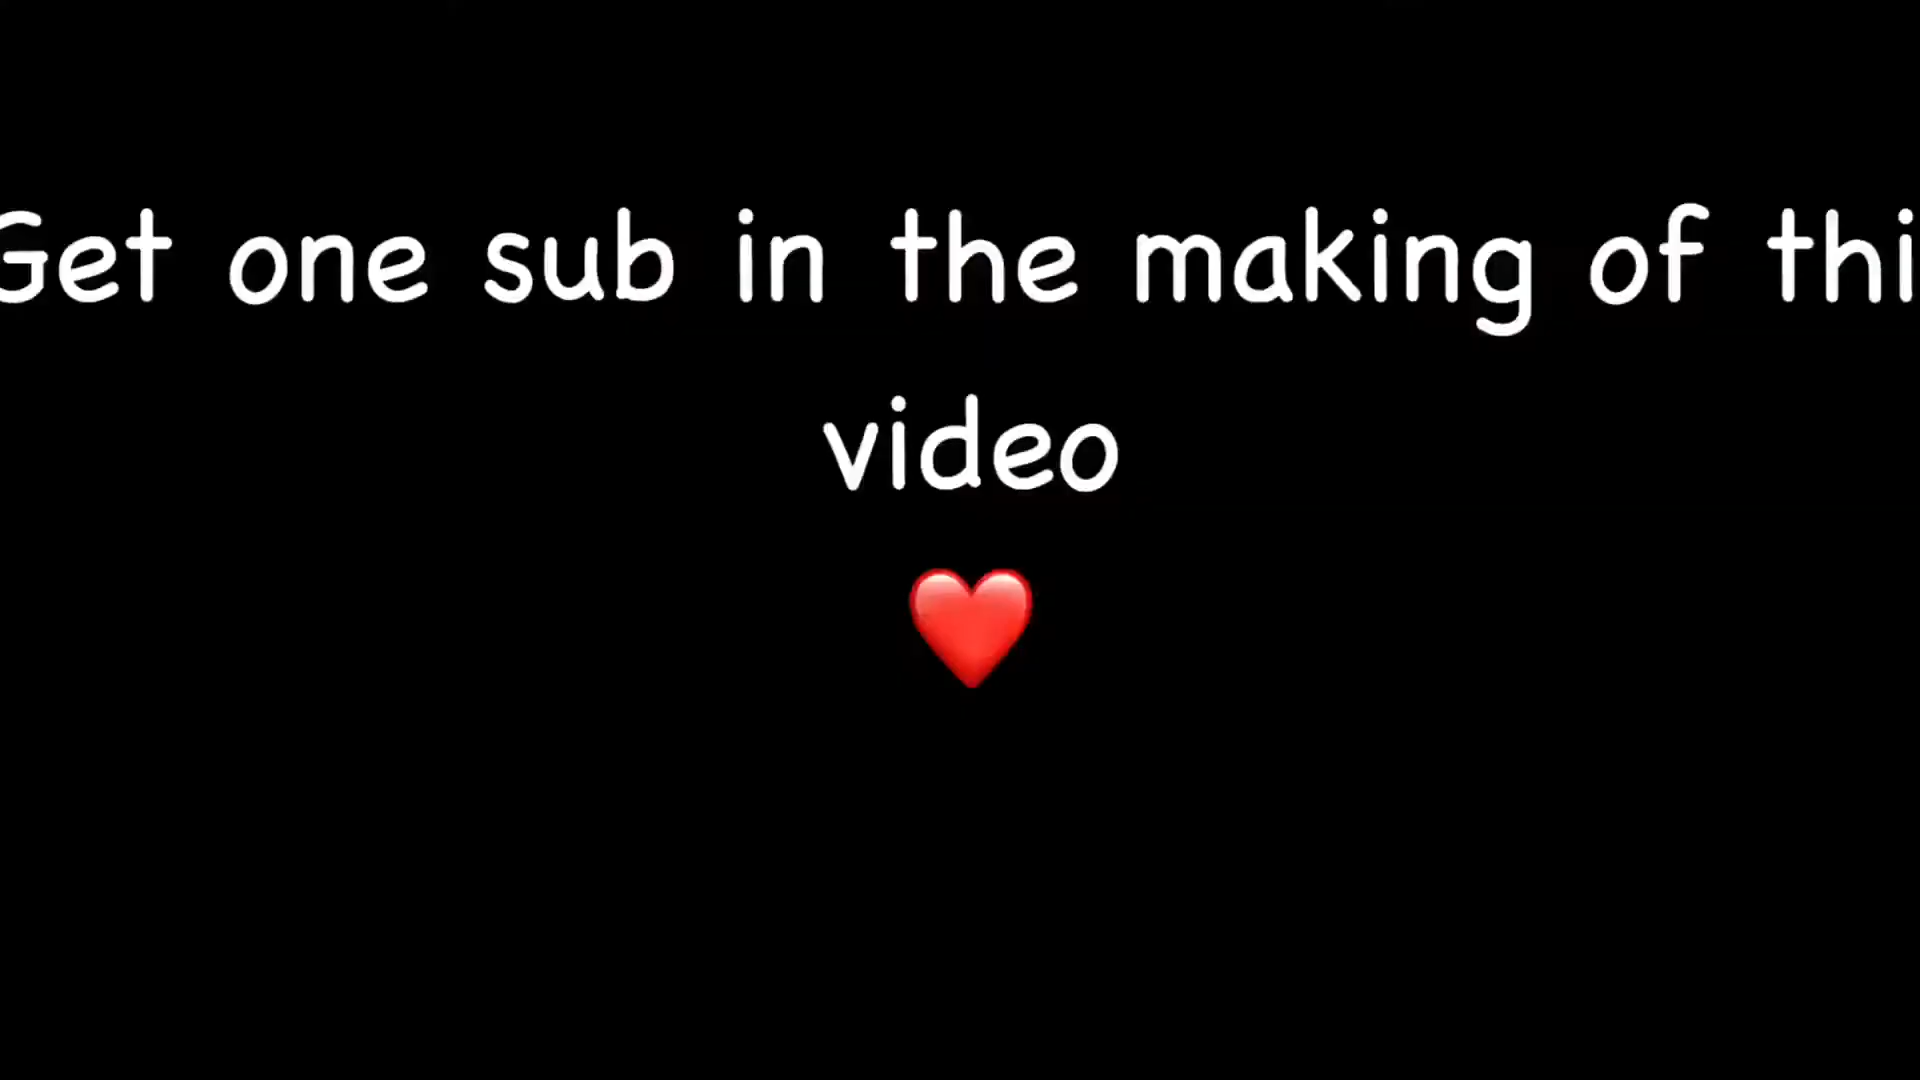 Get one sub in the making of thi
video
❤️